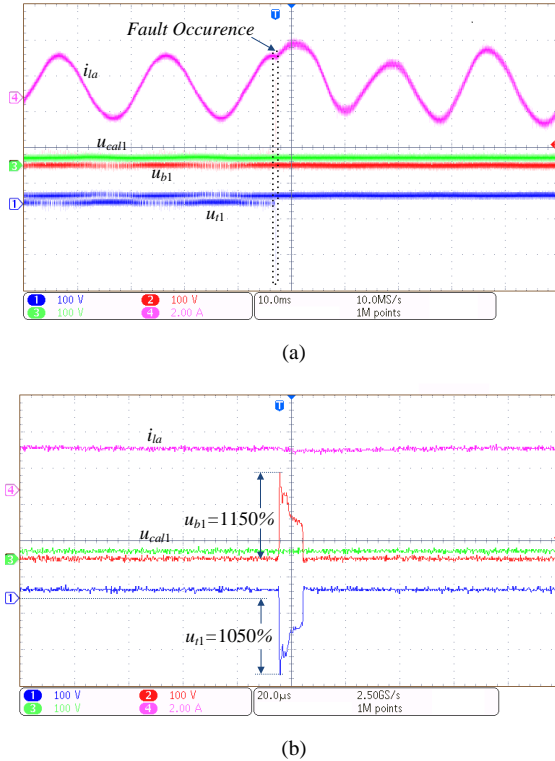 T
Fault Occurence
i_la
4
u_cal1
3
u_b1
1
u_t1
1 100 V 2 100 V 10.0ms 10.0MS/s
3 100 V 4 2.00 A 1M points
(a)
T
i_la
4
u_b1=1150%
u_cal1
3
1
u_t1=1050%
1 100 V 2 100 V 20.0µs 2.50GS/s
3 100 V 4 2.00 A 1M points
(b)